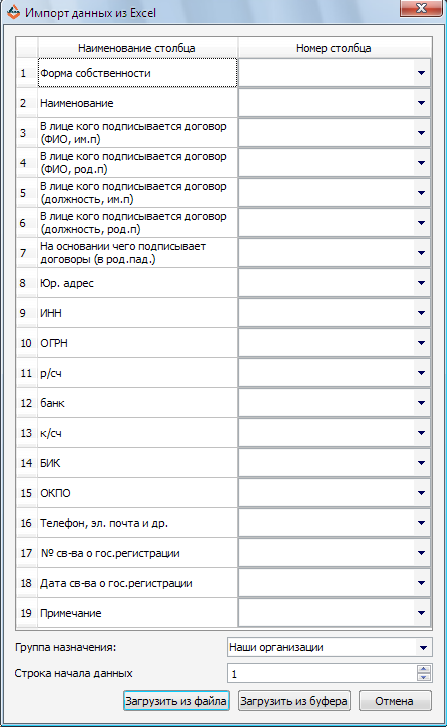 Импорт данных из Excel
Наименование столбца Номер столбца
1 Форма собственности
2 Наименование
3 В лице кого подписывается договор
(ФИО, им.п)
4 В лице кого подписывается договор
(ФИО, род.п)
5 В лице кого подписывается договор
(должность, им.п)
6 В лице кого подписывается договор
(должность, род.п)
7 На основании чего подписывает
договоры (в род.пад.)
8 Юр. адрес
9 ИНН
10 ОГРН
11 р/сч
12 банк
13 к/сч
14 БИК
15 ОКПО
16 Телефон, эл. почта и др.
17 № св-ва о гос.регистрации
18 Дата св-ва о гос.регистрации
19 Примечание
Группа назначения: Наши организации
Строка начала данных 1
Загрузить из файла Загрузить из буфера Отмена